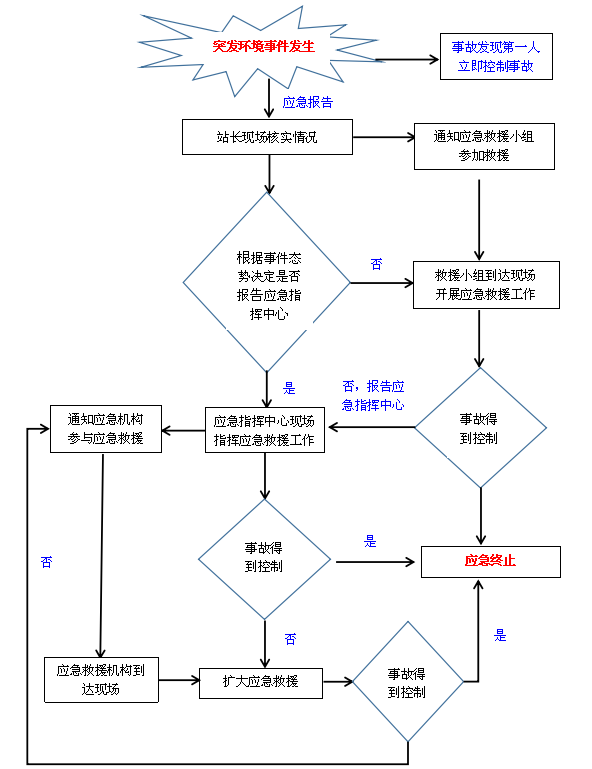 突发环境事件发生
事故发现第一人
立即控制事故
应急报告
站长现场核实情况
通知应急救援小组
参加救援
根据事件态
势决定是否
报告应急指
挥中心
否
救援小组到达现场
开展应急救援工作
是
否，报告应
急指挥中心
通知应急机构
参与应急救援
应急指挥中心现场
指挥应急救援工作
事故得
到控制
事故得
到控制
是
应急终止
否
否
是
应急救援机构到
达现场
扩大应急救援
事故得
到控制